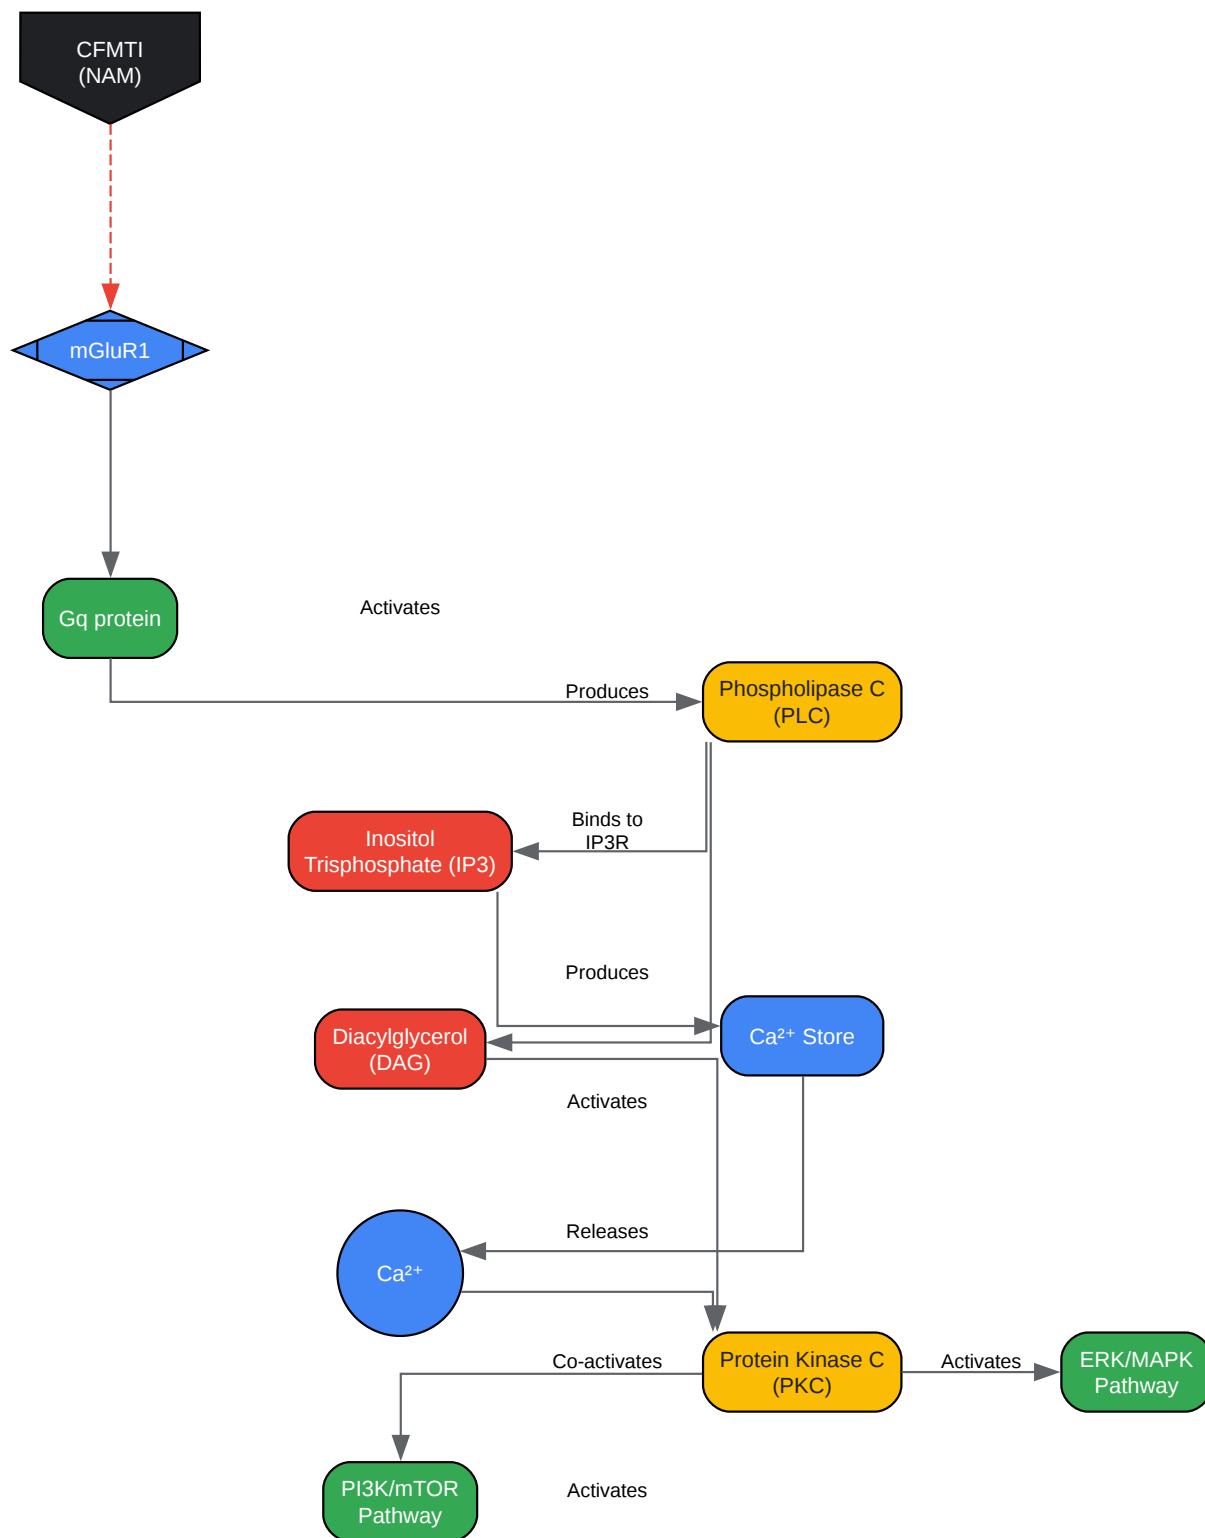 CFMTI
(NAM)
mGluR1
Gq protein
Activates
Produces
Phospholipase C
(PLC)
Binds to
IP3R
Inositol
Trisphosphate (IP3)
Produces
Diacylglycerol
(DAG)
Ca²⁺ Store
Activates
Releases
Ca²⁺
Co-activates
Protein Kinase C
(PKC)
Activates
ERK/MAPK
Pathway
PI3K/mTOR
Pathway
Activates